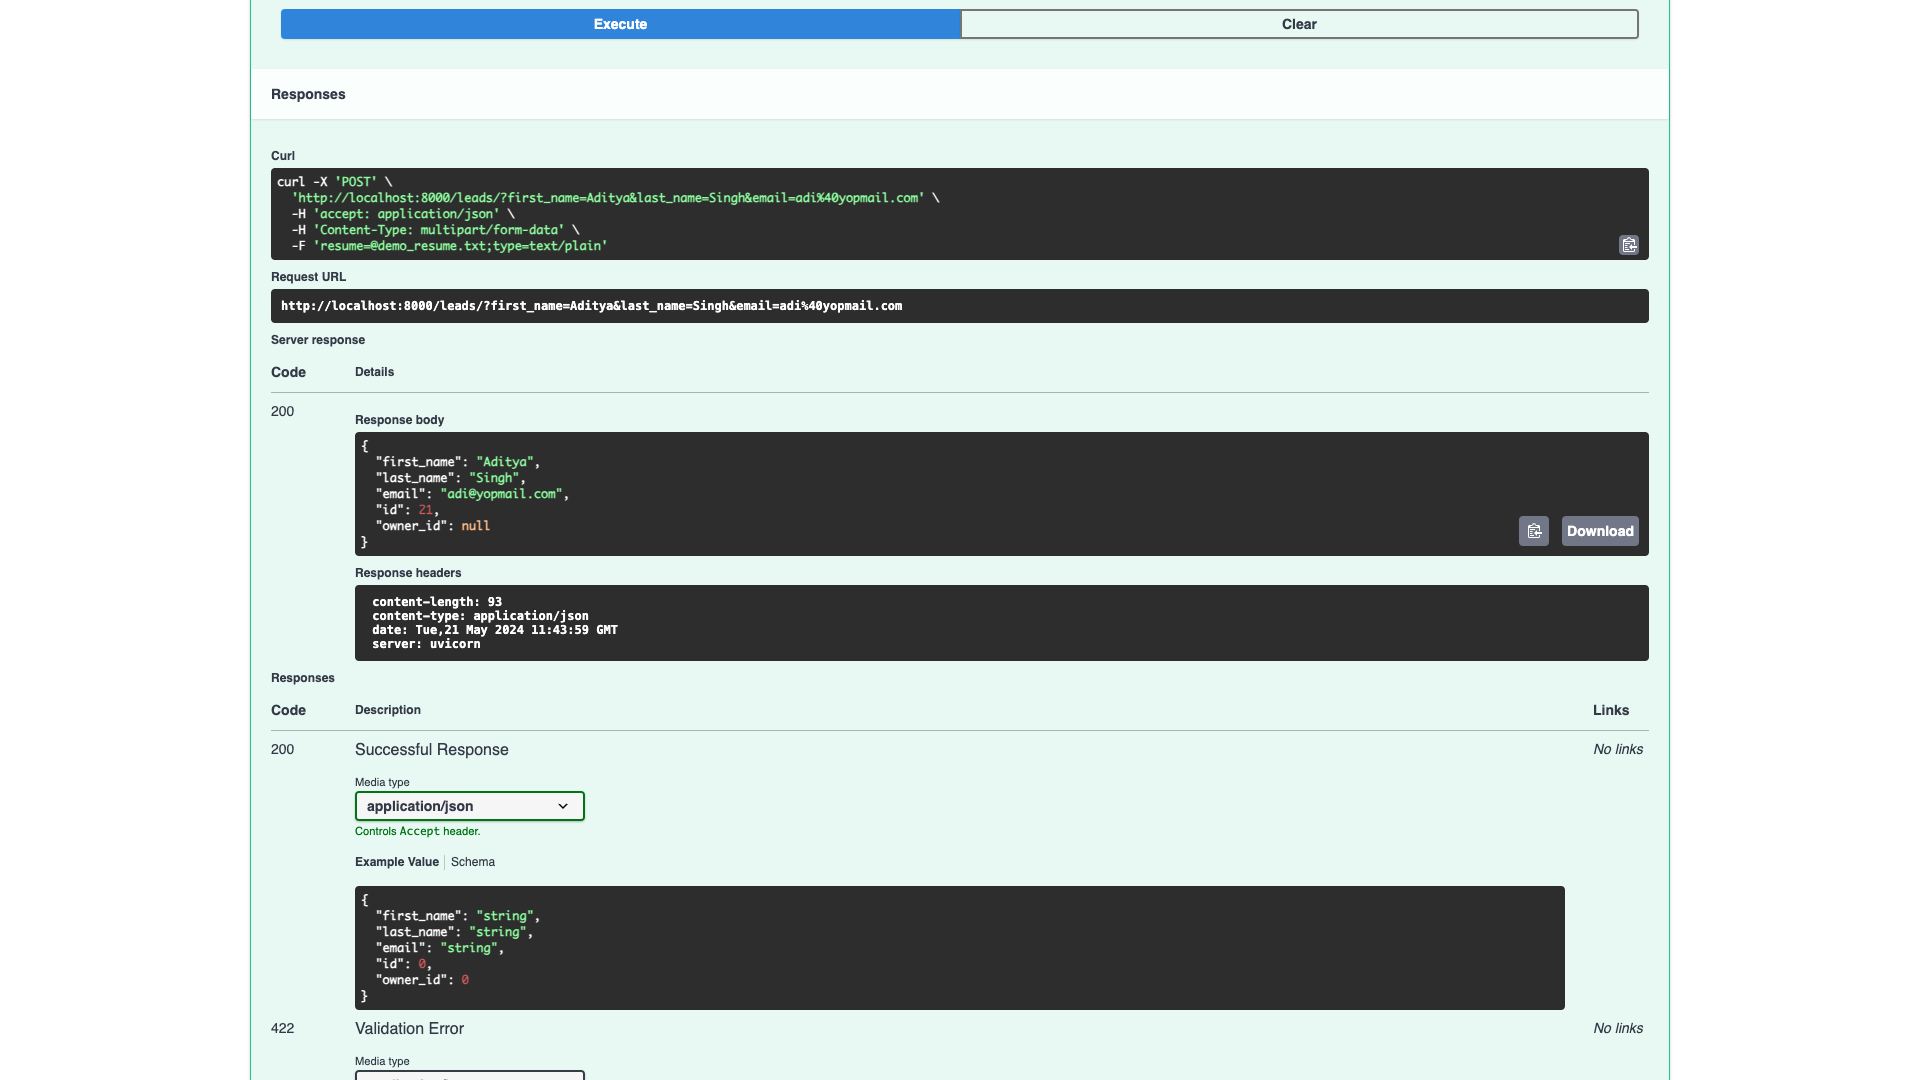 Execute
Clear
Responses
Curl
curl -X 'POST' \
  'http://localhost:8000/leads/?first_name=Aditya&last_name=Singh&email=adi%40yopmail.com' \
  -H 'accept: application/json' \
  -H 'Content-Type: multipart/form-data' \
  -F 'resume=@demo_resume.txt;type=text/plain'
Request URL
http://localhost:8000/leads/?first_name=Aditya&last_name=Singh&email=adi%40yopmail.com
Server response
Code Details
200
Response body
{
  "first_name": "Aditya",
  "last_name": "Singh",
  "email": "adi@yopmail.com",
  "id": 21,
  "owner_id": null
}
Download
Response headers
content-length: 93
content-type: application/json
date: Tue,21 May 2024 11:43:59 GMT
server: uvicorn
Responses
Code Description Links
200 Successful Response No links
Media type
application/json
Controls Accept header.
Example Value Schema
{
  "first_name": "string",
  "last_name": "string",
  "email": "string",
  "id": 0,
  "owner_id": 0
}
422 Validation Error No links
Media type